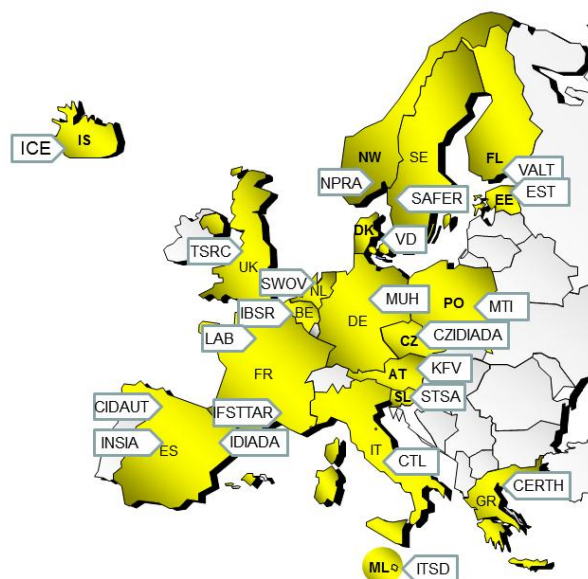 IS
ICE
NW
SE
FL
NPRA
SAFER
VALT
EE
EST
DK
VD
TSRC
UK
SWOV
NL
IBSR
BE
DE
MUH
PO
MTI
LAB
CZ
CZIDIADA
FR
AT
KFV
SL
STSA
CIDAUT
IFSTTAR
INSIA
ES
IDIADA
IT
CTL
CERTH
GR
ML
ITSD